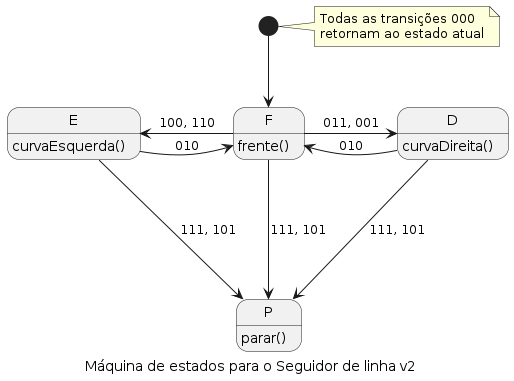 Todas as transições 000
retornam ao estado atual
E
curvaEsquerda()
100, 110
010
F
frente()
011, 001
010
D
curvaDireita()
111, 101
111, 101
111, 101
P
parar()
Máquina de estados para o Seguidor de linha v2